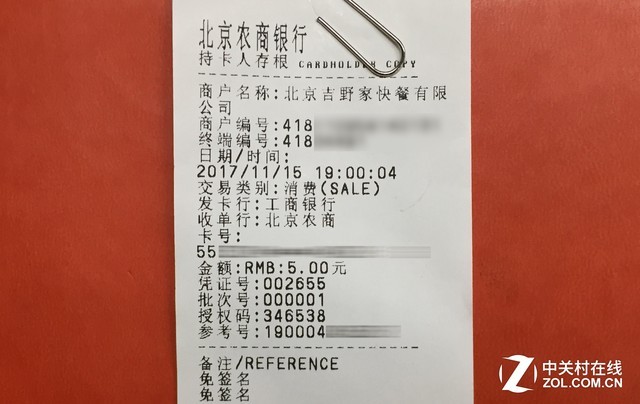 北京农商银行
持卡人存根 CARDHOLDER COPY
商户名称:北京吉野家快餐有限
公司
商户编号:418
终端编号:418
日期/时间:
2017/11/15 19:00:04
交易类别:消费(SALE)
发卡行:工商银行
收单行:北京农商
卡号:
55
金额:RMB:5.00元
凭证号:002655
批次号:000001
授权码:346538
参考号:190004
备注/REFERENCE
免签名
免签名
中关村在线
ZOL.COM.CN